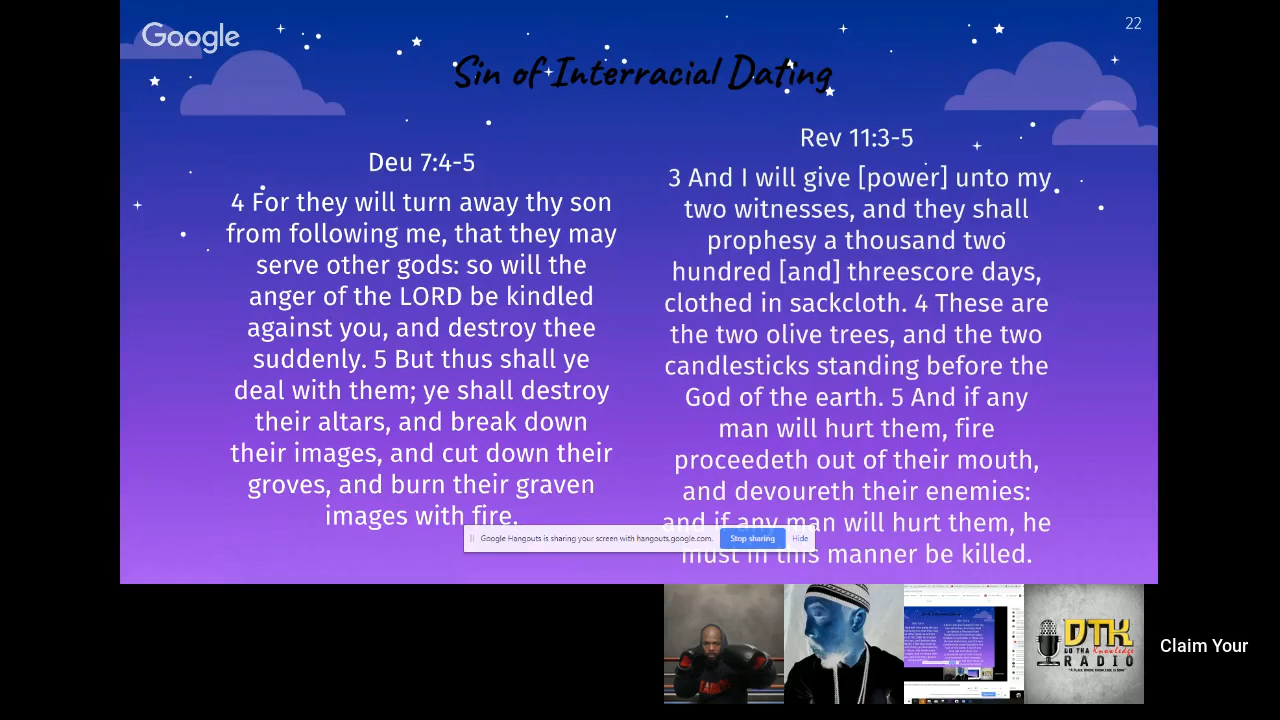 Google
22
Sin of Interracial Dating
Deu 7:4-5
4 For they will turn away thy son
from following me, that they may
serve other gods: so will the
anger of the LORD be kindled
against you, and destroy thee
suddenly. 5 But thus shall ye
deal with them; ye shall destroy
their altars, and break down
their images, and cut down their
groves, and burn their graven
images with fire.
Rev 11:3-5
3 And I will give [power] unto my
two witnesses, and they shall
prophesy a thousand two
hundred [and] threescore days,
clothed in sackcloth. 4 These are
the two olive trees, and the two
candlesticks standing before the
God of the earth. 5 And if any
man will hurt them, fire
proceedeth out of their mouth,
and devoureth their enemies:
and if any man will hurt them, he
must in this manner be killed.
Google Hangouts is sharing your screen with hangouts.google.com.
Stop sharing
Hide
DTK
DO THA Knowledge
RADIO
Claim Your